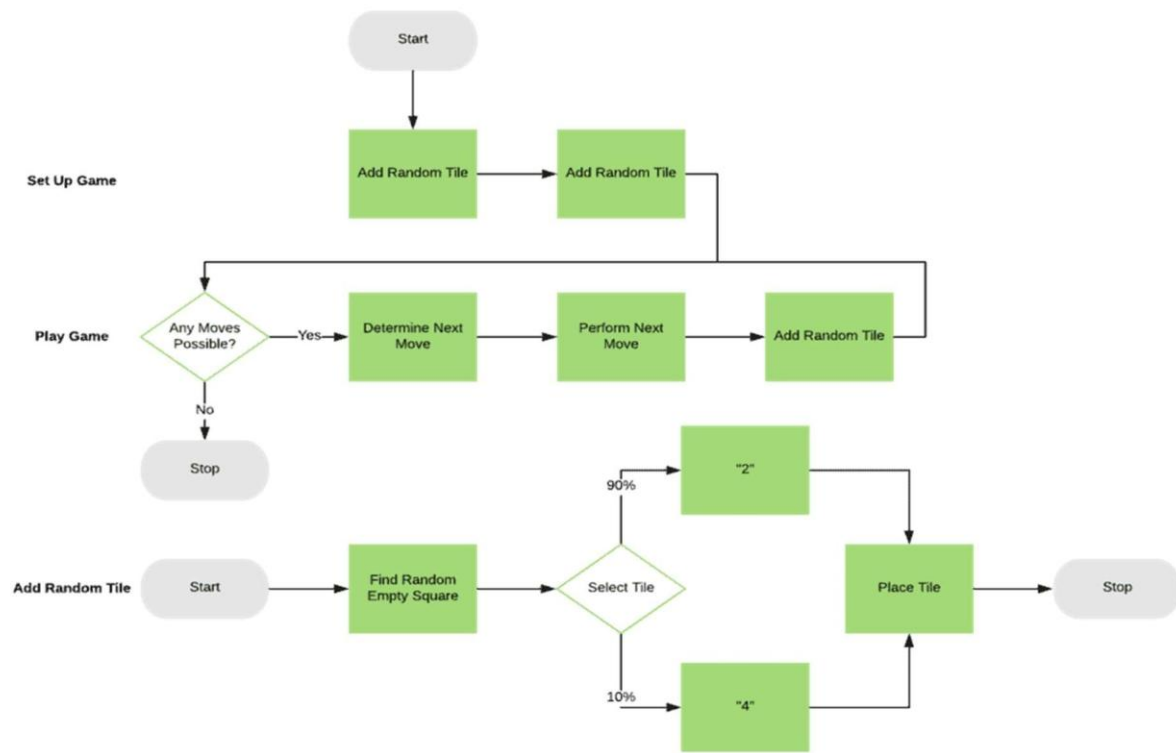 Start
Set Up Game
Add Random Tile
Add Random Tile
Play Game
Any Moves
Possible?
Yes
Determine Next
Move
Perform Next
Move
Add Random Tile
No
Stop
Add Random Tile
Start
Find Random
Empty Square
Select Tile
90%
"2"
10%
"4"
Place Tile
Stop